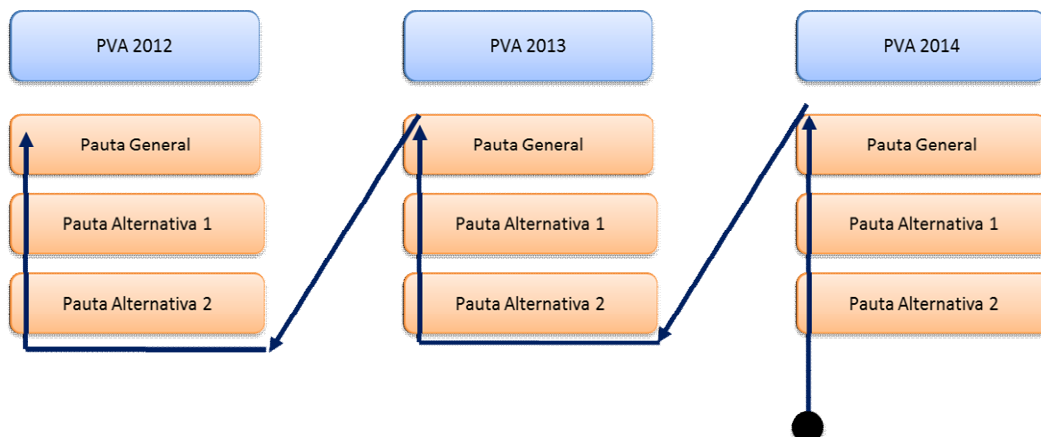 PVA 2012
PVA 2013
PVA 2014
Pauta General
Pauta General
Pauta General
Pauta Alternativa 1
Pauta Alternativa 1
Pauta Alternativa 1
Pauta Alternativa 2
Pauta Alternativa 2
Pauta Alternativa 2